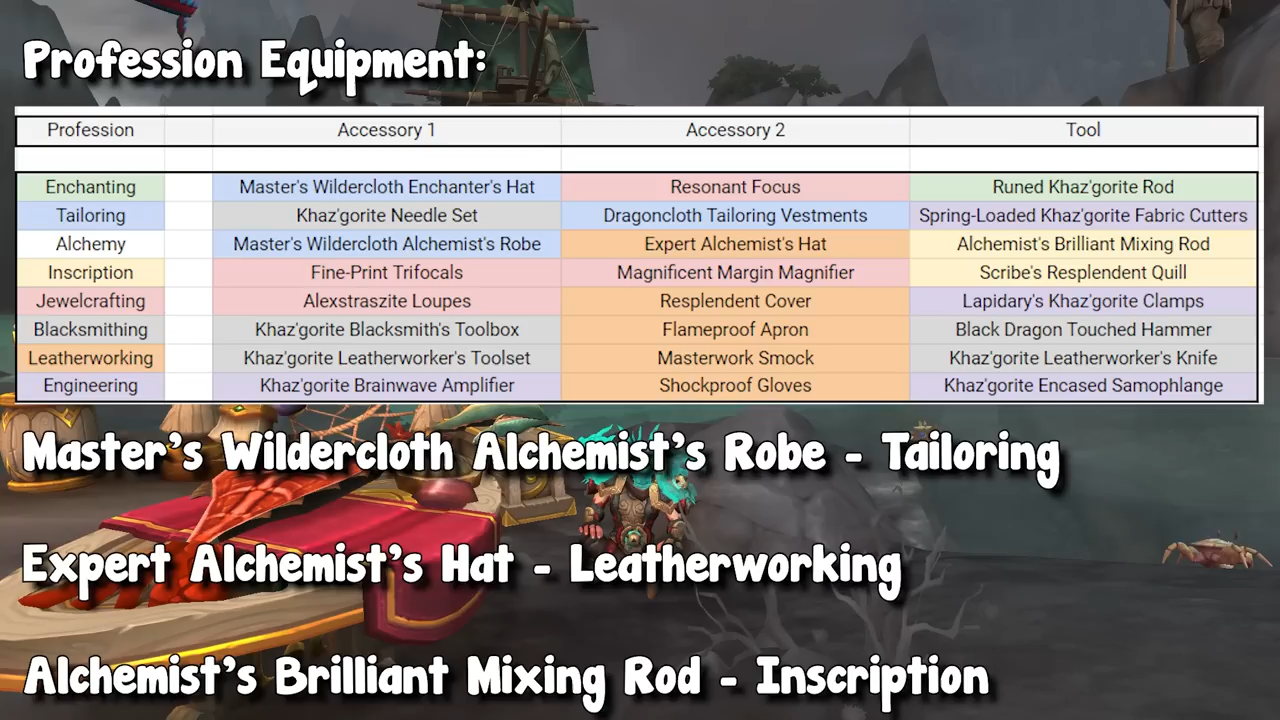 Profession Equipment:
Profession Accessory 1 Accessory 2 Tool
Enchanting Master's Wildercloth Enchanter's Hat Resonant Focus Runed Khaz'gorite Rod
Tailoring Khaz'gorite Needle Set Dragoncloth Tailoring Vestments Spring-Loaded Khaz'gorite Fabric Cutters
Alchemy Master's Wildercloth Alchemist's Robe Expert Alchemist's Hat Alchemist's Brilliant Mixing Rod
Inscription Fine-Print Trifocals Magnificent Margin Magnifier Scribe's Resplendent Quill
Jewelcrafting Alexstraszite Loupes Resplendent Cover Lapidary's Khaz'gorite Clamps
Blacksmithing Khaz'gorite Blacksmith's Toolbox Flameproof Apron Black Dragon Touched Hammer
Leatherworking Khaz'gorite Leatherworker's Toolset Masterwork Smock Khaz'gorite Leatherworker's Knife
Engineering Khaz'gorite Brainwave Amplifier Shockproof Gloves Khaz'gorite Encased Samophlange
Master's Wildercloth Alchemist's Robe - Tailoring
Expert Alchemist's Hat - Leatherworking
Alchemist's Brilliant Mixing Rod - Inscription